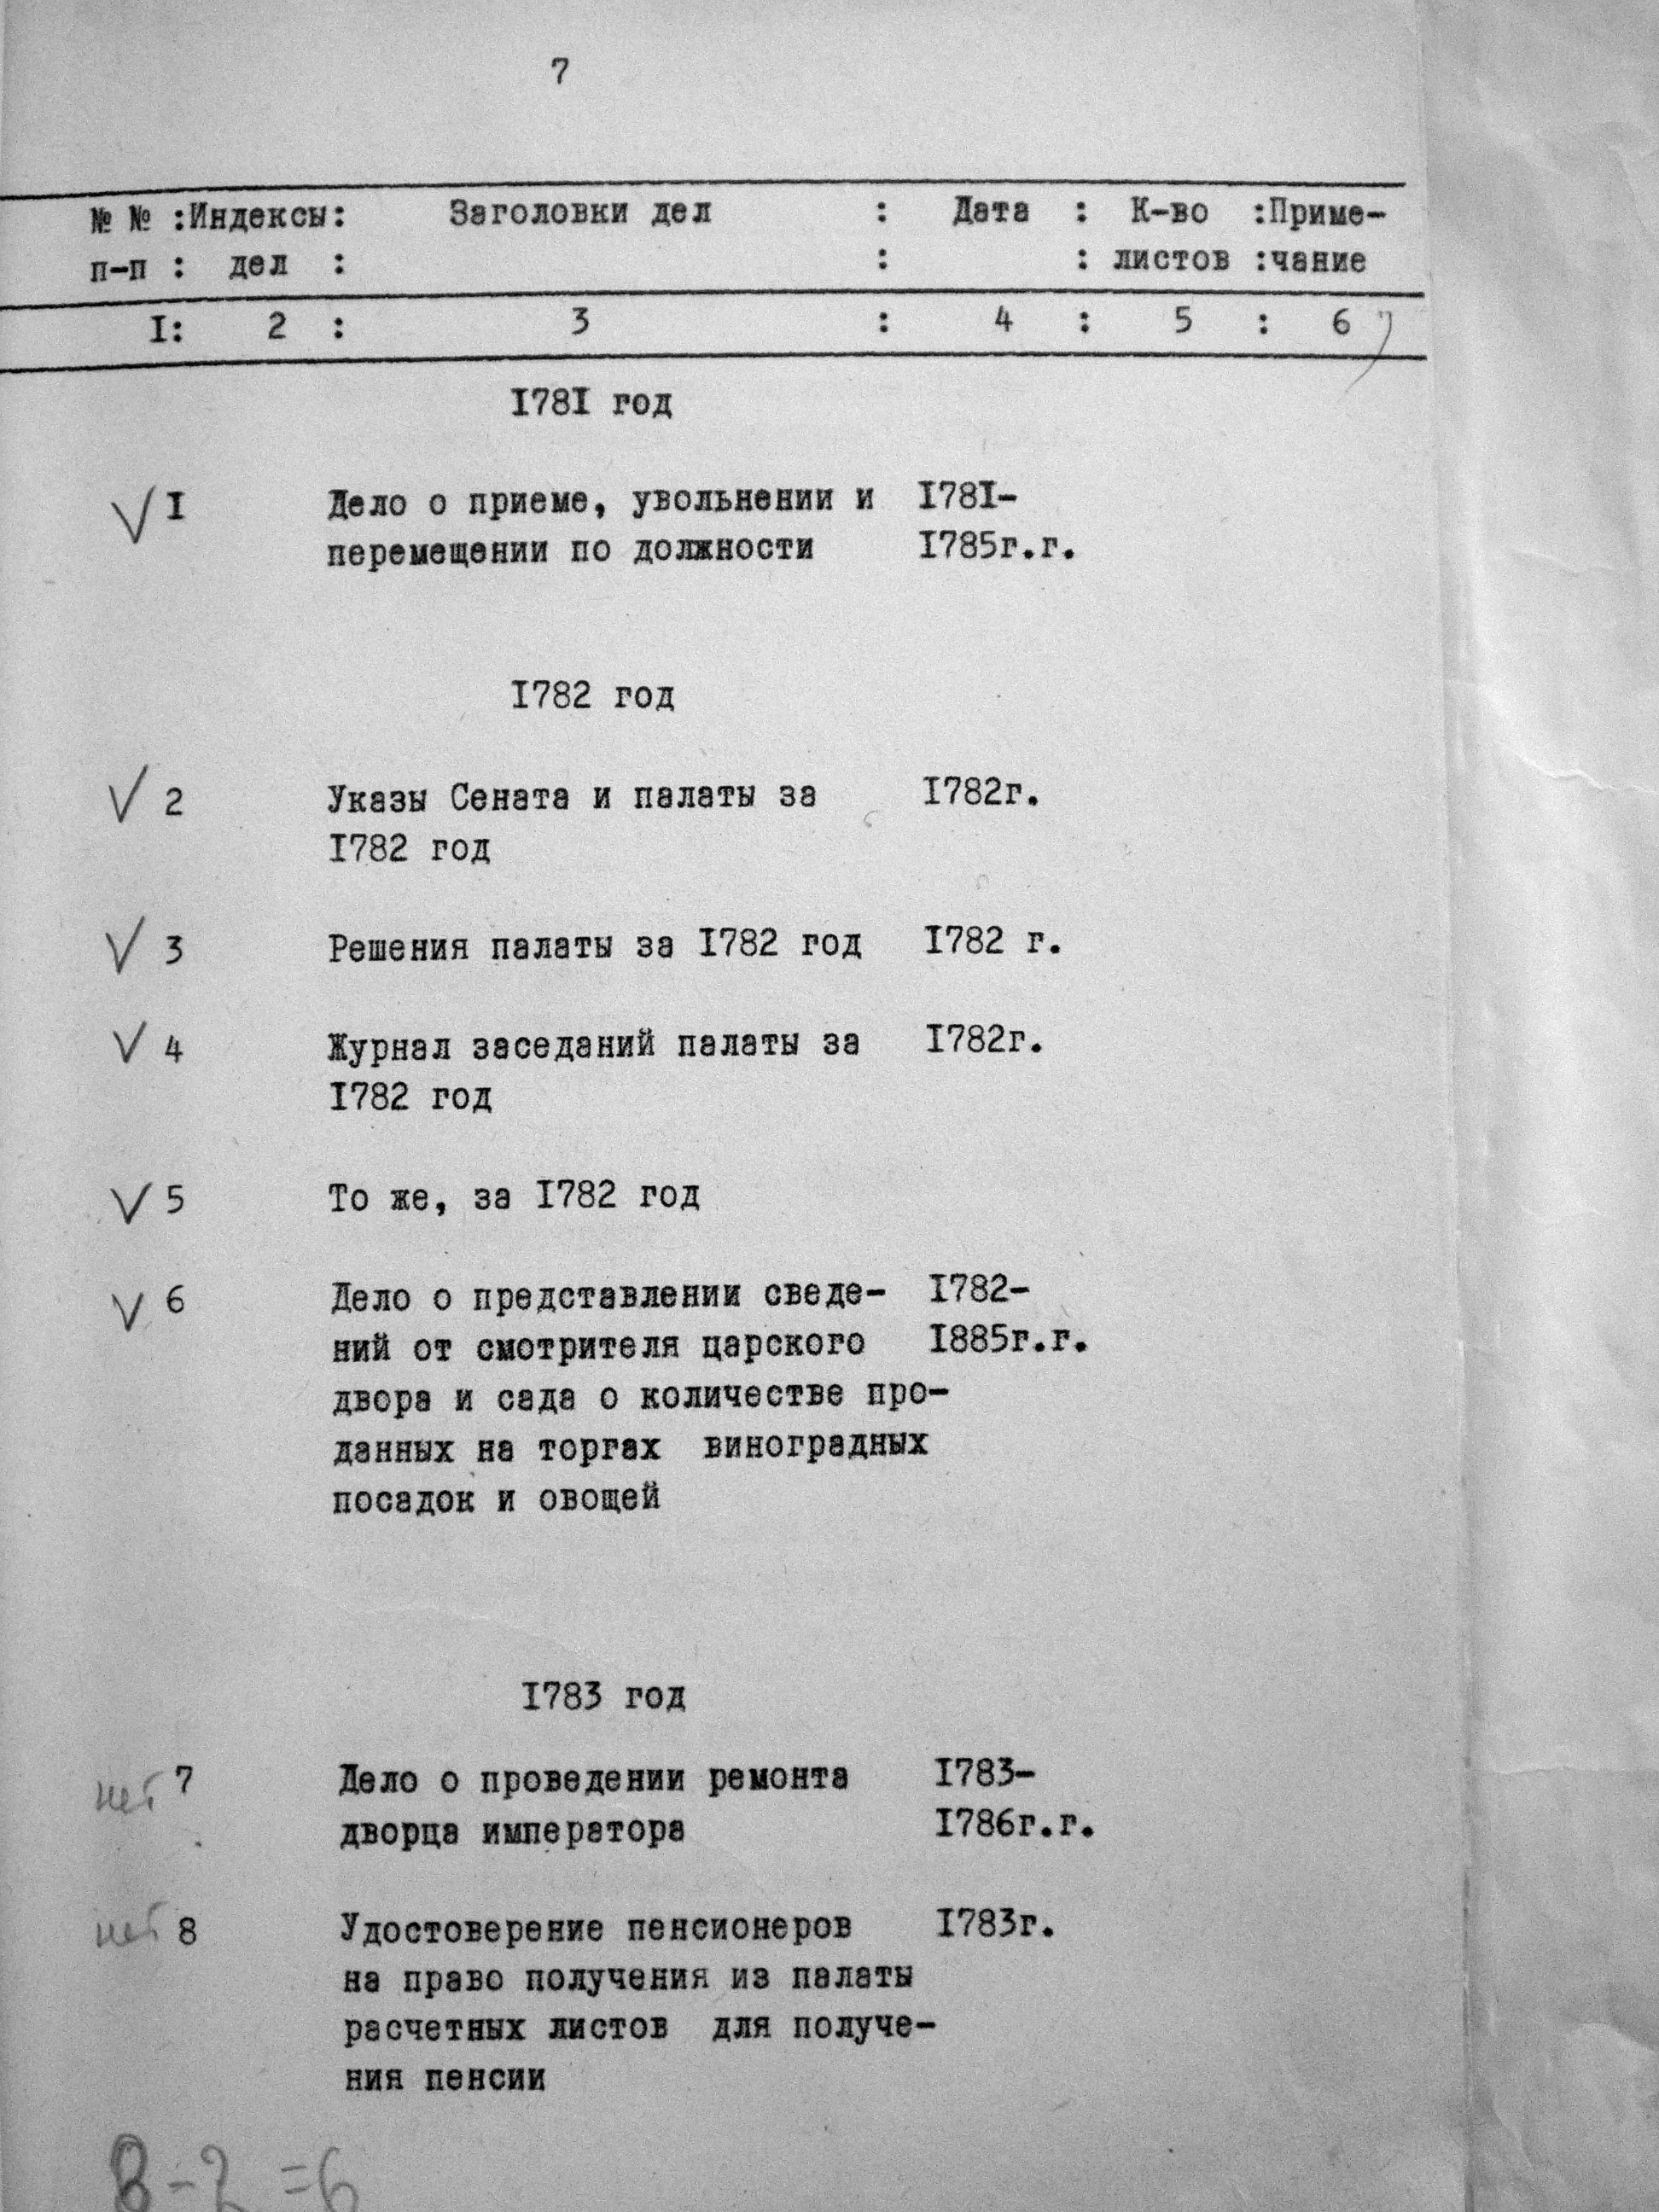 7
№ № :Индексы: Заголовки дел : Дата : К-во :Приме-
п-п : дел : : : листов :чание
I: 2 : 3 : 4 : 5 : 6
I78I год
√ I Дело о приеме, увольнении и I78I-
перемещении по должности I785г.г.
I782 год
√ 2 Указы Сената и палаты за I782г.
I782 год
√ 3 Решения палаты за I782 год I782 г.
√ 4 Журнал заседаний палаты за I782г.
I782 год
√ 5 То же, за I782 год
√ 6 Дело о представлении сведе- I782-
ний от смотрителя царского I885г.г.
двора и сада о количестве про-
данных на торгах виноградных
посадок и овощей
I783 год
нет 7 Дело о проведении ремонта I783-
дворца императора I786г.г.
нет 8 Удостоверение пенсионеров I783г.
на право получения из палаты
расчетных листов для получе-
ния пенсии
8-2=6